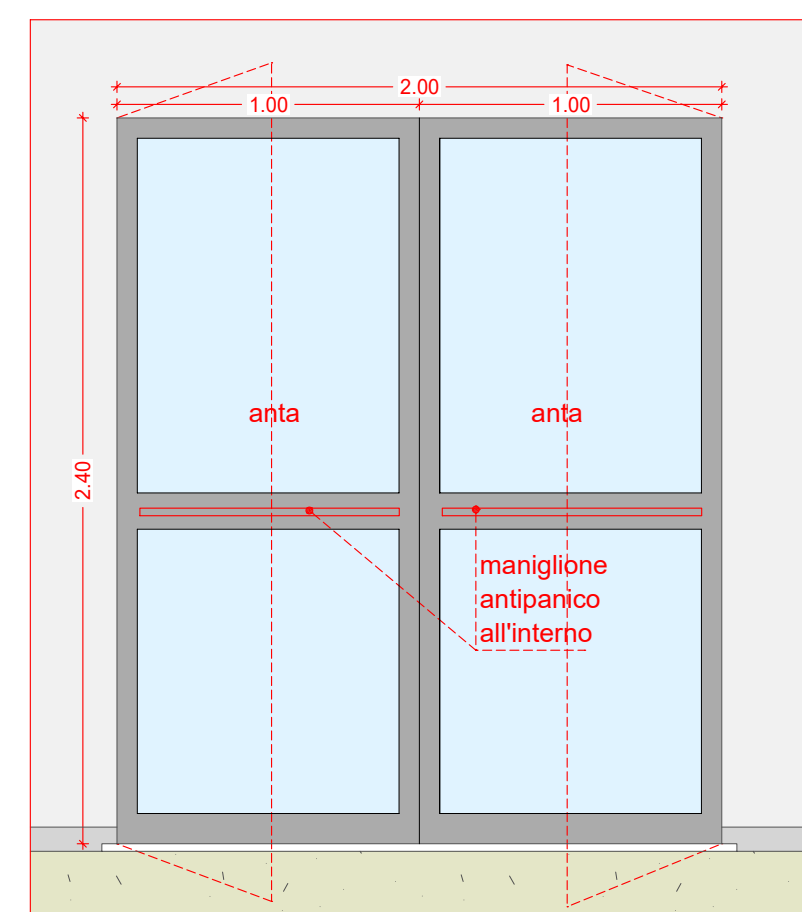 2.00
1.00 1.00
2.40
anta anta
maniglione
antipanico
all'interno